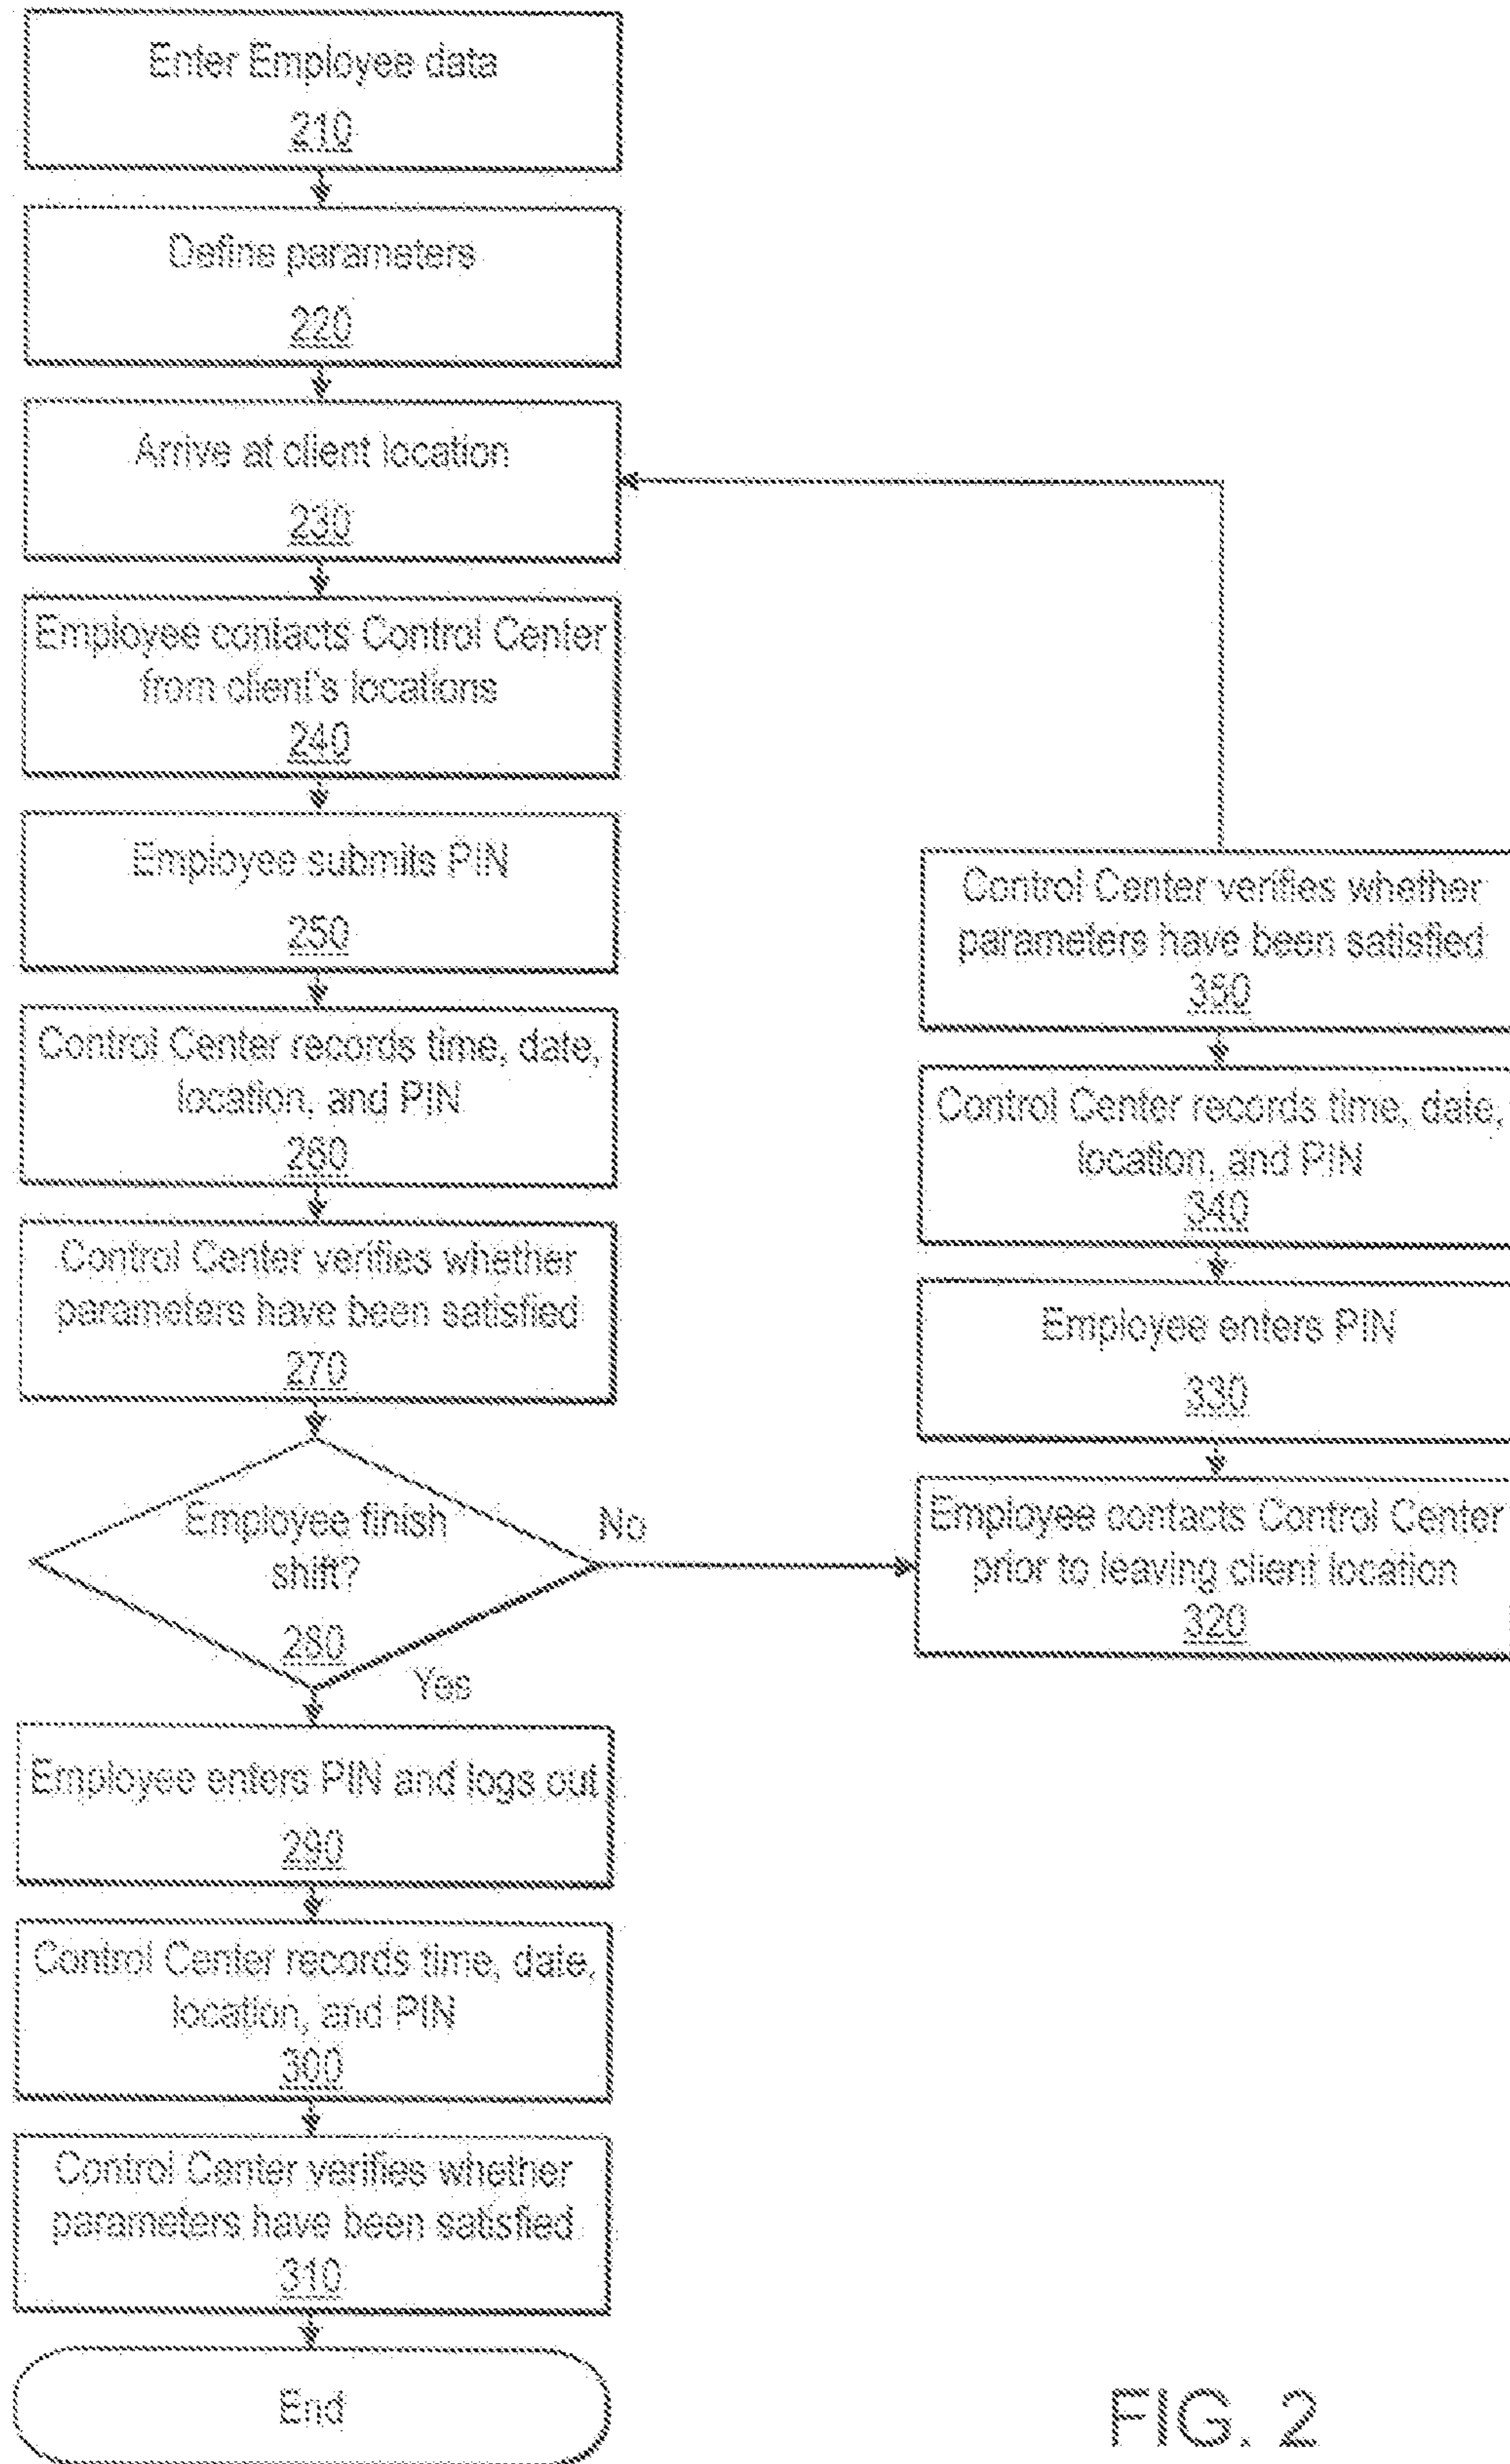 Enter Employee data
210
Define parameters
220
Arrive at client location
230
Employee contacts Control Center
from client's locations
240
Employee submits PIN
250
Control Center records time, date,
location, and PIN
260
Control Center verifies whether
parameters have been satisfied
270
Employee finish
shift?
280
No
Yes
Employee enters PIN and logs out
290
Control Center records time, date,
location, and PIN
300
Control Center verifies whether
parameters have been satisfied
310
End
Control Center verifies whether
parameters have been satisfied
350
Control Center records time, date,
location, and PIN
340
Employee enters PIN
330
Employee contacts Control Center
prior to leaving client location
320
FIG. 2